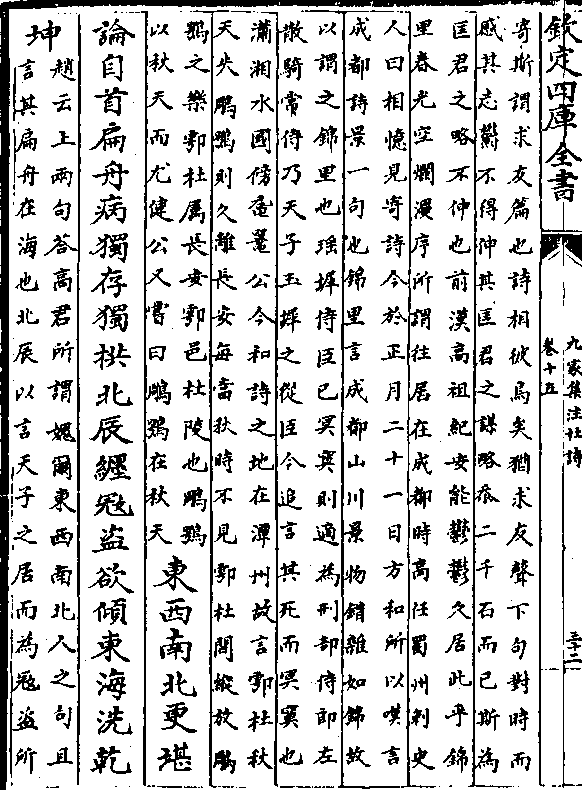 欽定四庫全書
九家集注杜詩
卷十五
三十二
寄斯謂求友篇也詩相彼鳥矣猶求友聲下句對時而
感其志鬱不得伸其匡君之謀略終二千石而已斯為
匡君之略不伸也前漢高祖紀安能鬱鬱久居此乎錦
里春光空爛漫序所謂往居在成都時高任蜀州刺史
人日相憶見寄詩今於正月二十一日方和所以嘆言
成都詩景一句也錦里言成都山川景物錯雜如錦故
以謂之錦里也瑤墀侍臣已冥寞則適為刑部侍郎左
散騎常侍乃天子玉墀之從臣今追言其死而冥寞也
瀟湘水國傍黿鼉公今和詩之地在潭州故言鄠杜秋
天失鵰鶚則久離長安每當秋時不見鄠杜間縱放鵰
鶚之樂鄠杜属長安鄠邑杜陵也鵰鶚
以秋天而尤健公又嘗曰鵰鶚在秋天
東西南北更堪
論白首扁舟病獨存獨栱北辰纏冦盗欲傾東海洗乾
坤
趙云上兩句答高君所謂媿爾東西南北人之句且
言其扁舟在海也北辰以言天子之居而為冦盗所